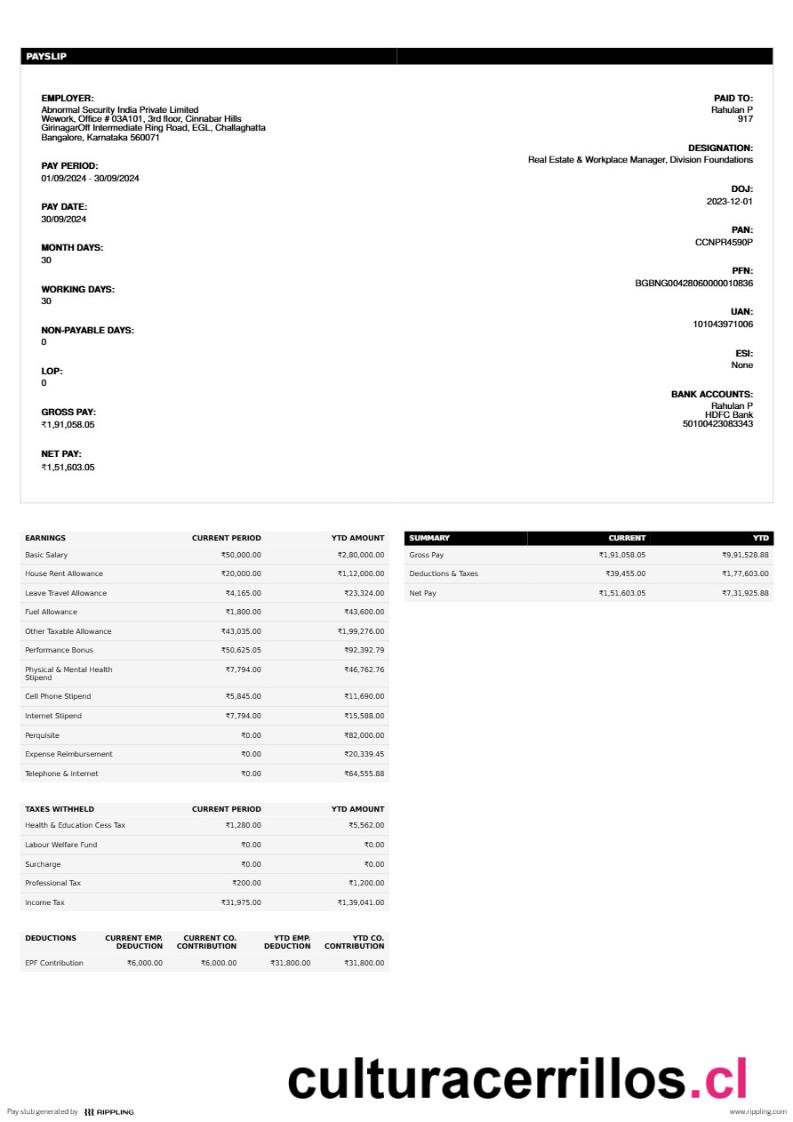 PAYSLIP
EMPLOYER:
Abnormal Security India Private Limited
Wework, Office # 03A101, 3rd floor, Cinnabar Hills
GirinagarOff Intermediate Ring Road, EGL, Challaghatta
Bangalore, Karnataka 560071
PAY PERIOD:
01/09/2024 - 30/09/2024
PAY DATE:
30/09/2024
MONTH DAYS:
30
WORKING DAYS:
30
NON-PAYABLE DAYS:
0
LOP:
0
GROSS PAY:
₹1,91,058.05
NET PAY:
₹1,51,603.05
PAID TO:
Rahulan P
917
DESIGNATION:
Real Estate & Workplace Manager, Division Foundations
DOJ:
2023-12-01
PAN:
CCNPR4590P
PFN:
BGBNG00428060000010836
UAN:
101043971006
ESI:
None
BANK ACCOUNTS:
Rahulan P
HDFC Bank
50100423083343
EARNINGS CURRENT PERIOD YTD AMOUNT
Basic Salary ₹50,000.00 ₹2,80,000.00
House Rent Allowance ₹20,000.00 ₹1,12,000.00
Leave Travel Allowance ₹4,165.00 ₹23,324.00
Fuel Allowance ₹1,800.00 ₹43,600.00
Other Taxable Allowance ₹43,035.00 ₹1,99,276.00
Performance Bonus ₹50,625.05 ₹92,392.79
Physical & Mental Health ₹7,794.00 ₹46,762.76
Stipend
Cell Phone Stipend ₹5,845.00 ₹11,690.00
Internet Stipend ₹7,794.00 ₹15,588.00
Perquisite ₹0.00 ₹82,000.00
Expense Reimbursement ₹0.00 ₹20,339.45
Telephone & Internet ₹0.00 ₹64,555.88
SUMMARY CURRENT YTD
Gross Pay ₹1,91,058.05 ₹9,91,528.88
Deductions & Taxes ₹39,455.00 ₹1,77,603.00
Net Pay ₹1,51,603.05 ₹7,31,925.88
TAXES WITHHELD CURRENT PERIOD YTD AMOUNT
Health & Education Cess Tax ₹1,280.00 ₹5,562.00
Labour Welfare Fund ₹0.00 ₹0.00
Surcharge ₹0.00 ₹0.00
Professional Tax ₹200.00 ₹1,200.00
Income Tax ₹31,975.00 ₹1,39,041.00
DEDUCTIONS CURRENT EMP. CURRENT CO. YTD EMP. YTD CO.
DEDUCTION CONTRIBUTION DEDUCTION CONTRIBUTION
EPF Contribution ₹6,000.00 ₹6,000.00 ₹31,800.00 ₹31,800.00
culturacerrillos.cl
Pay stub generated by RIPPLING
www.rippling.com